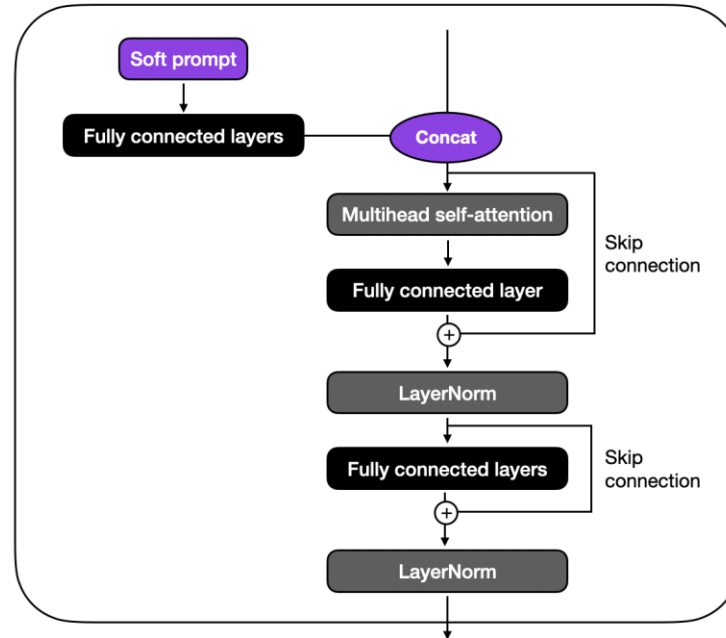 Soft prompt
Fully connected layers
Concat
Multihead self-attention
Skip
connection
Fully connected layer
+
LayerNorm
Fully connected layers
Skip
connection
+
LayerNorm